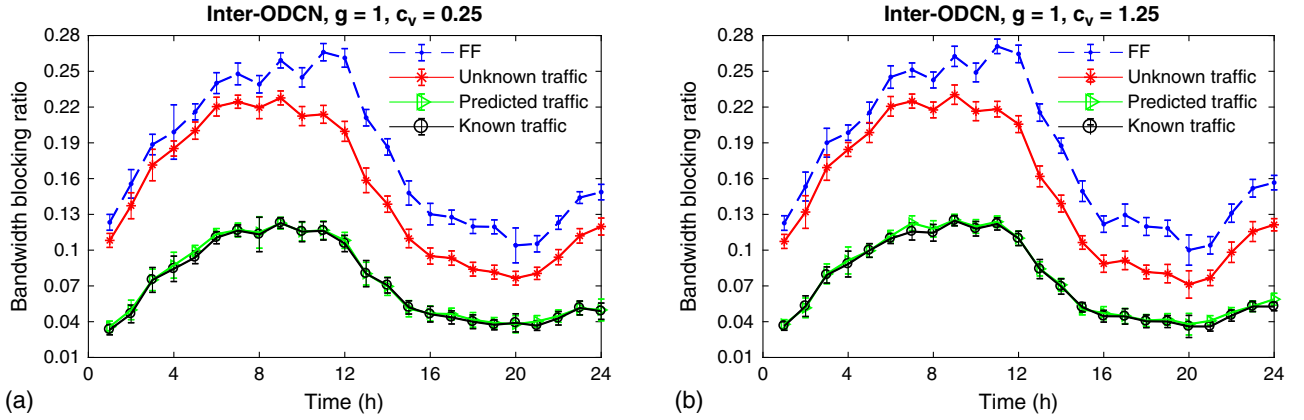 Inter-ODCN, g = 1, cv = 0.25
Bandwidth blocking ratio
0.28
0.25
0.22
0.19
0.16
0.13
0.1
0.07
0.04
0.01
FF
Unknown traffic
Predicted traffic
Known traffic
0 4 8 12 16 20 24
Time (h)
(a)
Inter-ODCN, g = 1, cv = 1.25
Bandwidth blocking ratio
0.28
0.25
0.22
0.19
0.16
0.13
0.1
0.07
0.04
0.01
FF
Unknown traffic
Predicted traffic
Known traffic
0 4 8 12 16 20 24
Time (h)
(b)